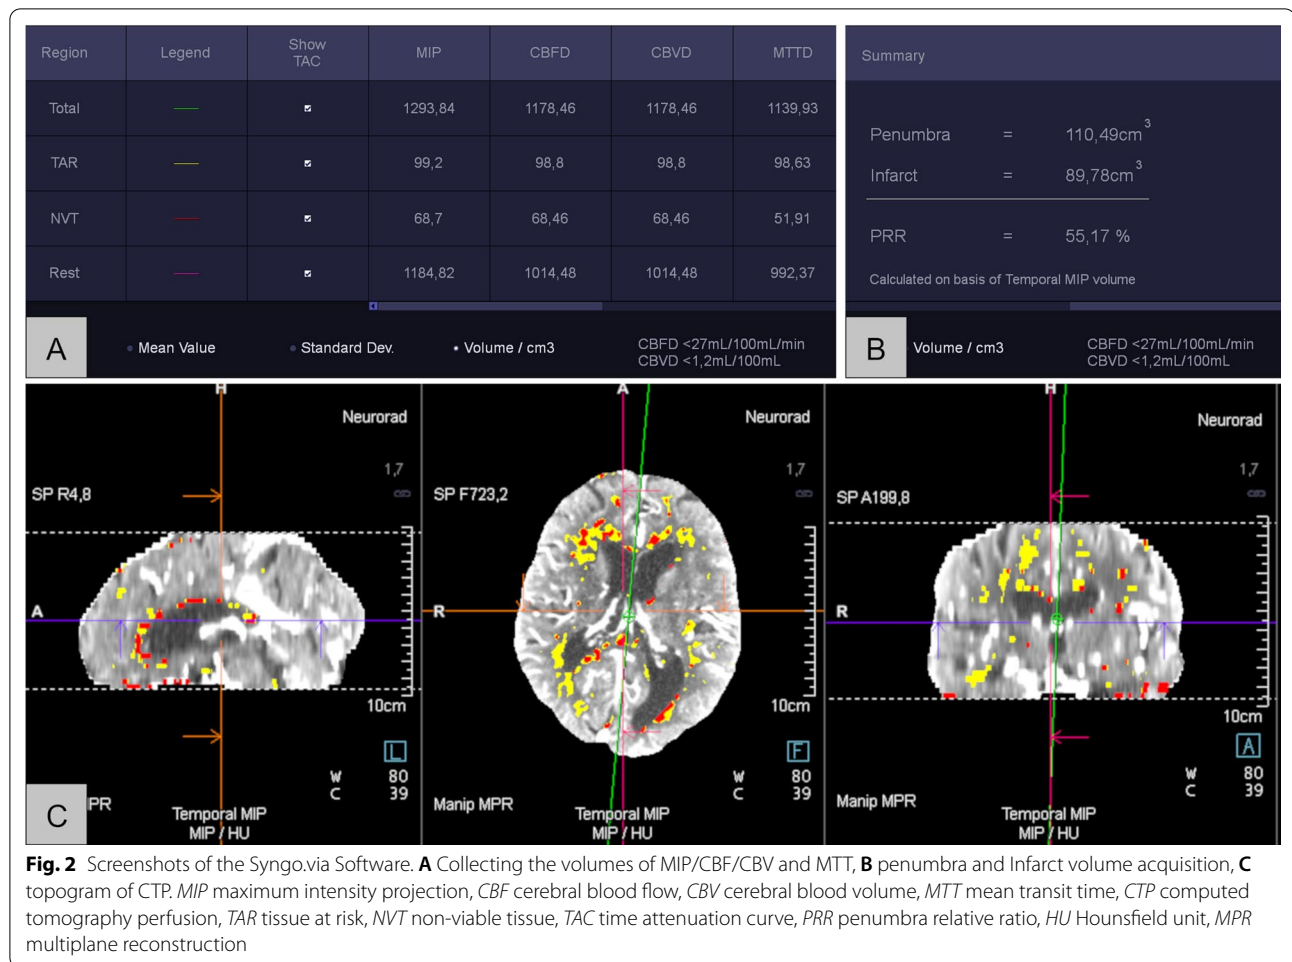 Region Legend Show TAC MIP CBFD CBVD MTTD
Total 1293,84 1178,46 1178,46 1139,93
TAR 99,2 98,8 98,8 98,63
NVT 68,7 68,46 68,46 51,91
Rest 1184,82 1014,48 1014,48 992,37
A
Mean Value Standard Dev. Volume / cm3
CBFD <27mL/100mL/min
CBVD <1,2mL/100mL
Summary
Penumbra = 110,49cm3
Infarct = 89,78cm3
PRR = 55,17 %
Calculated on basis of Temporal MIP volume
B
Volume / cm3
CBFD <27mL/100mL/min
CBVD <1,2mL/100mL
H
Neurorad
1,7
SP R4,8
A
10cm
L
W 80
C 39
C
PR
Temporal MIP
MIP / HU
A
Neurorad
1,7
SP F723,2
R
10cm
F
W 80
C 39
Manip MPR
Temporal MIP
MIP / HU
H
Neurorad
1,7
SP A199,8
R
10cm
A
W 80
C 39
Manip MPR
Temporal MIP
MIP / HU
Fig. 2 Screenshots of the Syngo.via Software. A Collecting the volumes of MIP/CBF/CBV and MTT, B penumbra and Infarct volume acquisition, C
topogram of CTP. MIP maximum intensity projection, CBF cerebral blood flow, CBV cerebral blood volume, MTT mean transit time, CTP computed
tomography perfusion, TAR tissue at risk, NVT non-viable tissue, TAC time attenuation curve, PRR penumbra relative ratio, HU Hounsfield unit, MPR
multiplane reconstruction